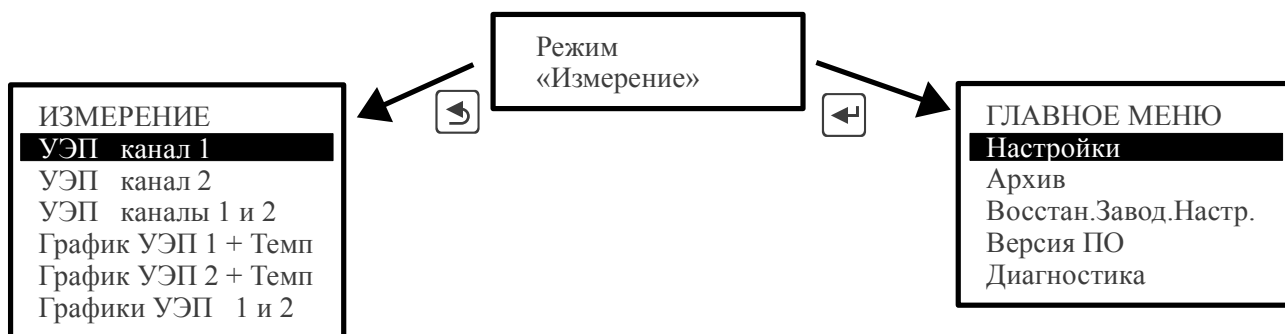 Режим
«Измерение»
ИЗМЕРЕНИЕ
УЭП канал 1
УЭП канал 2
УЭП каналы 1 и 2
График УЭП 1 + Темп
График УЭП 2 + Темп
Графики УЭП 1 и 2
ГЛАВНОЕ МЕНЮ
Настройки
Архив
Восстан.Завод.Настр.
Версия ПО
Диагностика